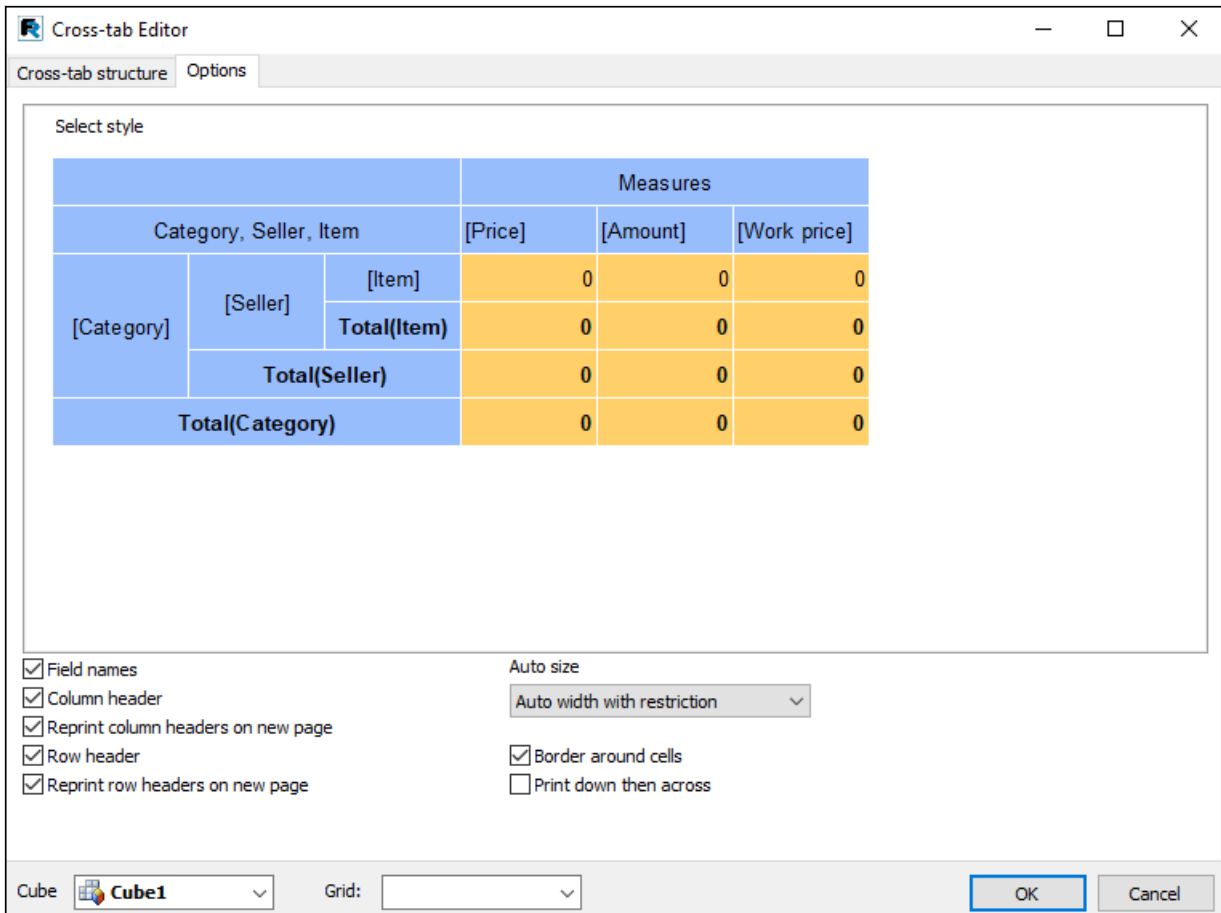 Cross-tab Editor
Cross-tab structure Options
Select style
Measures
Category, Seller, Item [Price] [Amount] [Work price]
[Category] [Seller] [Item] 0 0 0
Total(Item) 0 0 0
Total(Seller) 0 0 0
Total(Category) 0 0 0
Field names Auto size
Column header Auto width with restriction
Reprint column headers on new page
Row header Border around cells
Reprint row headers on new page Print down then across
Cube Cube1 Grid: OK Cancel